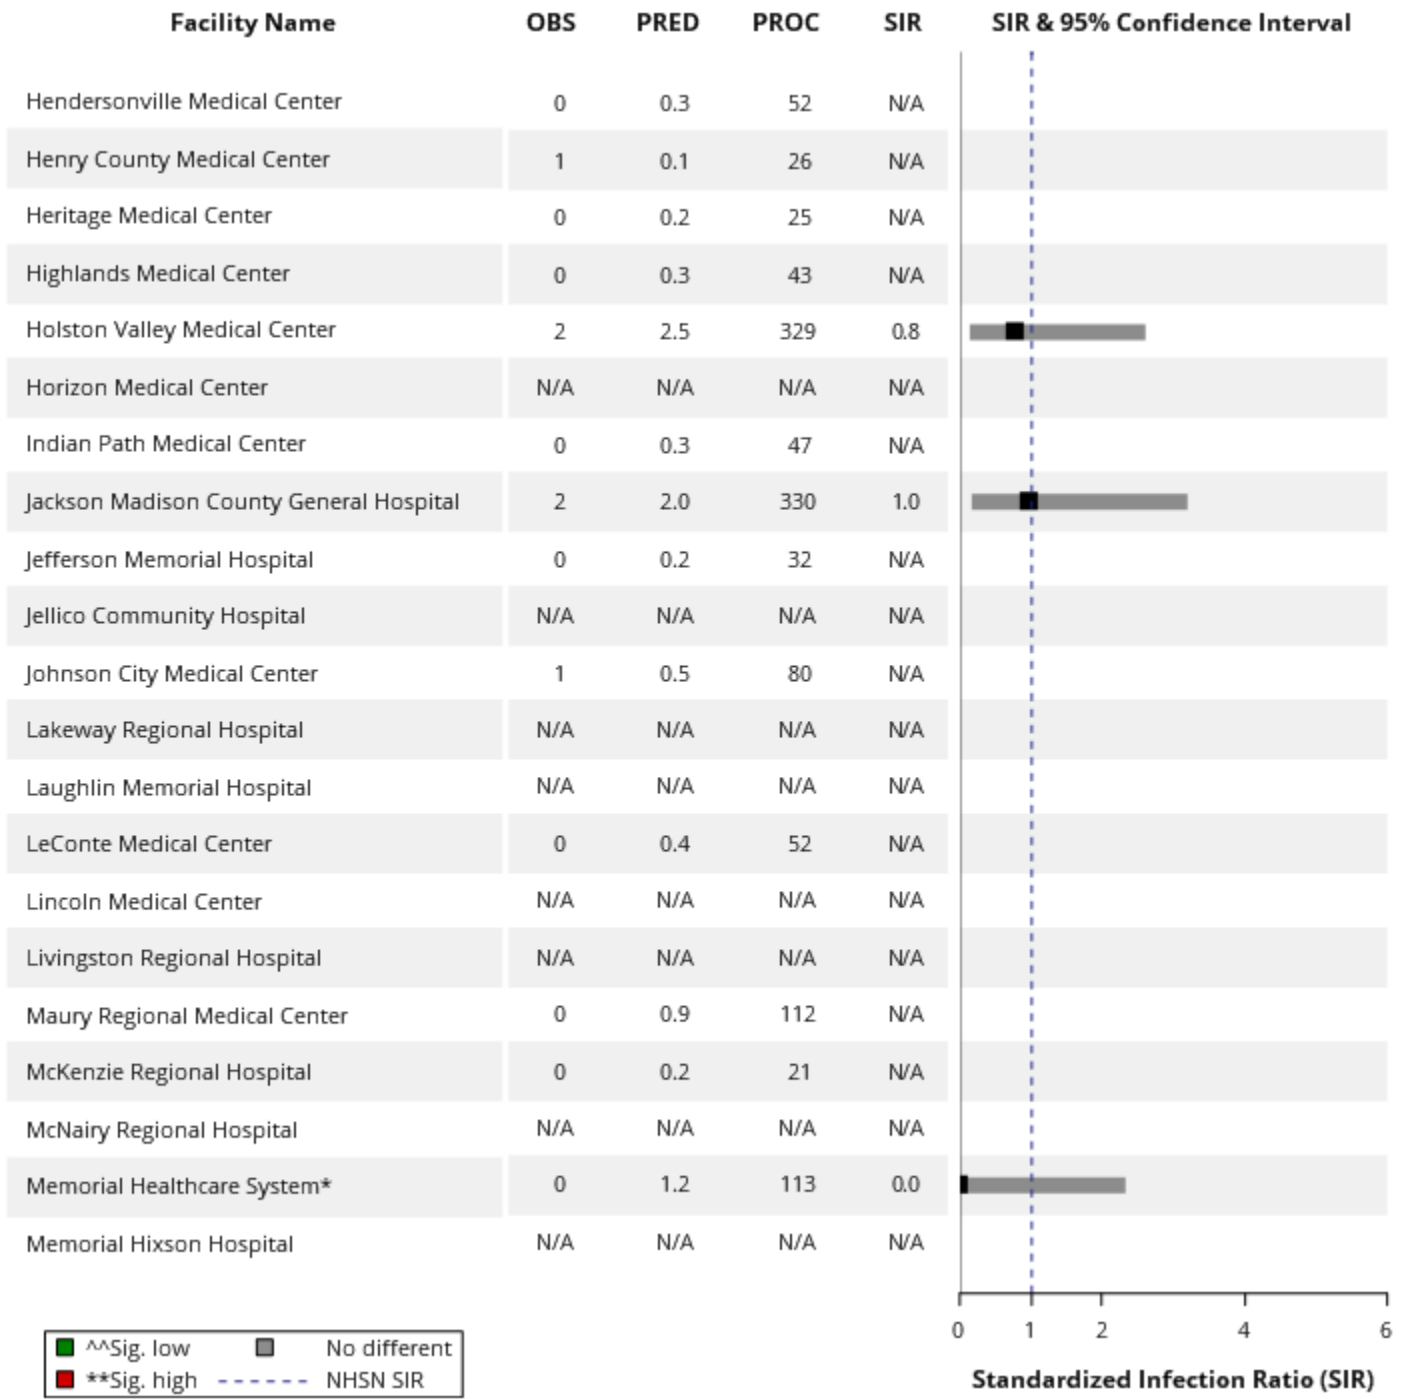 Facility Name OBS PRED PROC SIR SIR & 95% Confidence Interval
Hendersonville Medical Center 0 0.3 52 N/A
Henry County Medical Center 1 0.1 26 N/A
Heritage Medical Center 0 0.2 25 N/A
Highlands Medical Center 0 0.3 43 N/A
Holston Valley Medical Center 2 2.5 329 0.8
Horizon Medical Center N/A N/A N/A N/A
Indian Path Medical Center 0 0.3 47 N/A
Jackson Madison County General Hospital 2 2.0 330 1.0
Jefferson Memorial Hospital 0 0.2 32 N/A
Jellico Community Hospital N/A N/A N/A N/A
Johnson City Medical Center 1 0.5 80 N/A
Lakeway Regional Hospital N/A N/A N/A N/A
Laughlin Memorial Hospital N/A N/A N/A N/A
LeConte Medical Center 0 0.4 52 N/A
Lincoln Medical Center N/A N/A N/A N/A
Livingston Regional Hospital N/A N/A N/A N/A
Maury Regional Medical Center 0 0.9 112 N/A
McKenzie Regional Hospital 0 0.2 21 N/A
McNairy Regional Hospital N/A N/A N/A N/A
Memorial Healthcare System* 0 1.2 113 0.0
Memorial Hixson Hospital N/A N/A N/A N/A
0 1 2 4 6
Standardized Infection Ratio (SIR)
^^Sig. low No different
**Sig. high NHSN SIR